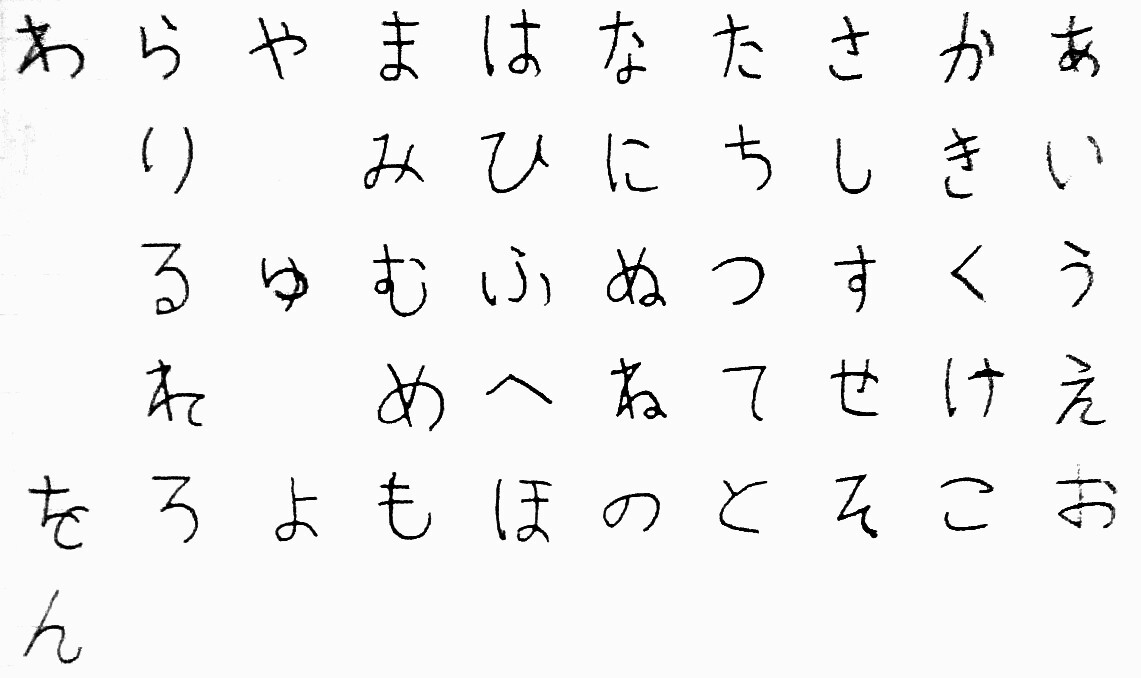 わらやまはなたさかあ
りみひにちしきい
るゆむふぬつすくう
れめへねてせけえ
をろよもほのとそこお
ん